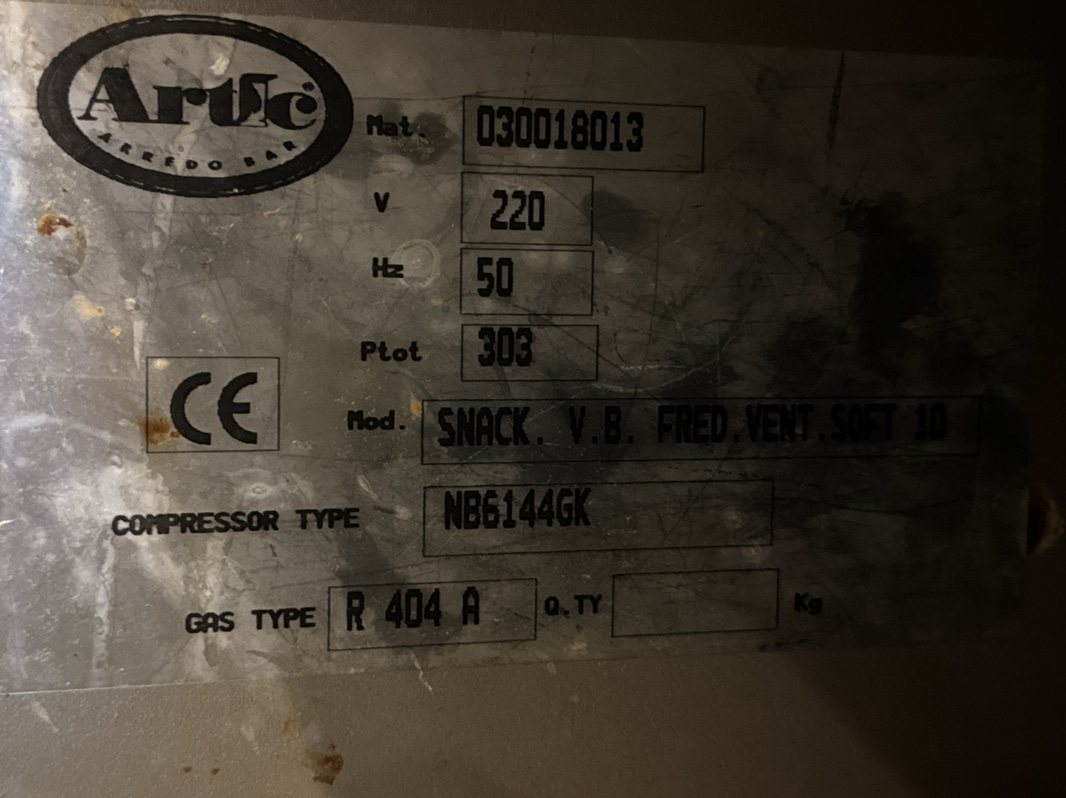 Artic
ARREDO BAR
Mat. 030018013
V 220
Hz 50
Ptot 303
CE
Mod. SNACK. V.B. FRED.VENT.SOFT 10
COMPRESSOR TYPE NB6144GK
GAS TYPE R 404 A Q.TY Kg